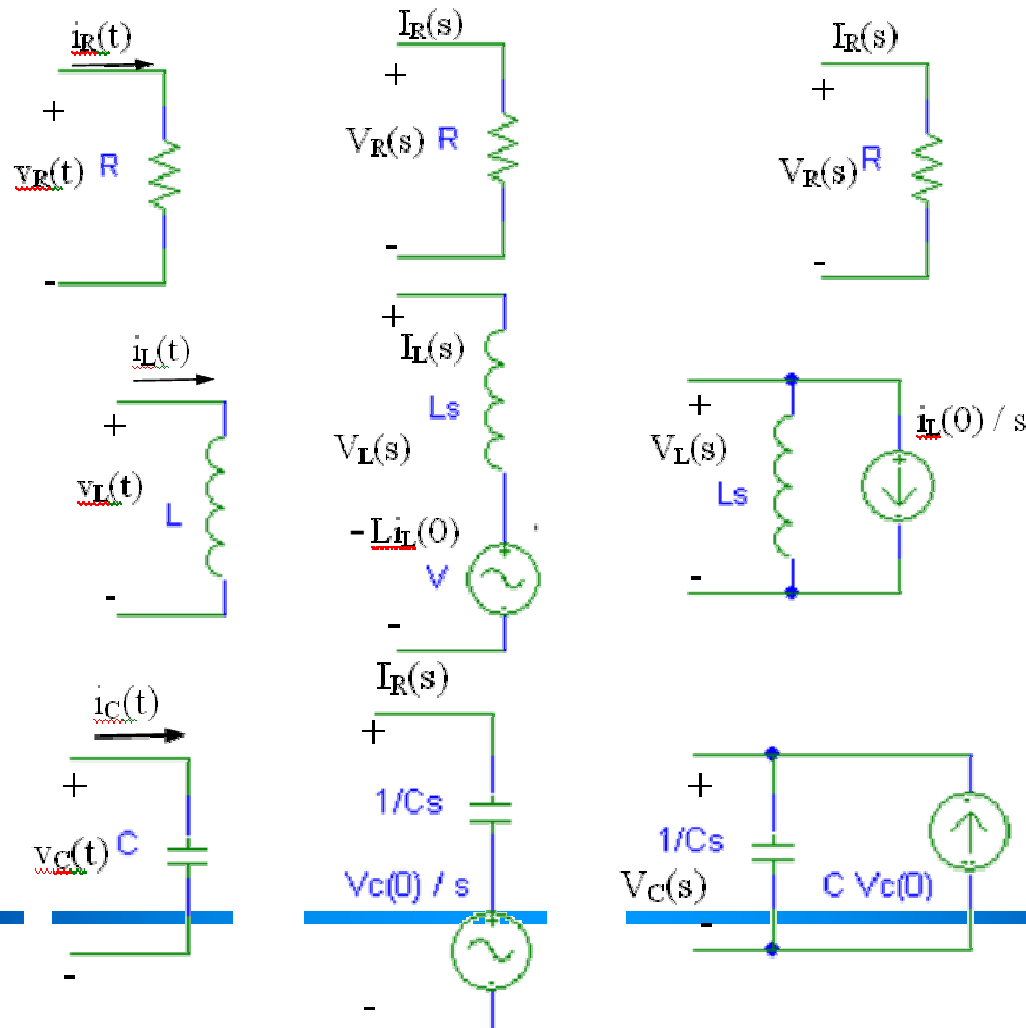 iR(t)
+
vR(t) R
-
IR(s)
+
VR(s) R
-
IR(s)
+
VR(s) R
-
iL(t)
+
vL(t)
L
-
+
IL(s)
Ls
VL(s)
-LiL(0)
V
-
+
VL(s)
Ls
iL(0) / s
-
iC(t)
+
vC(t) C
-
IR(s)
+
1/Cs
Vc(0) / s
-
+
1/Cs
VC(s)
C Vc(0)
-